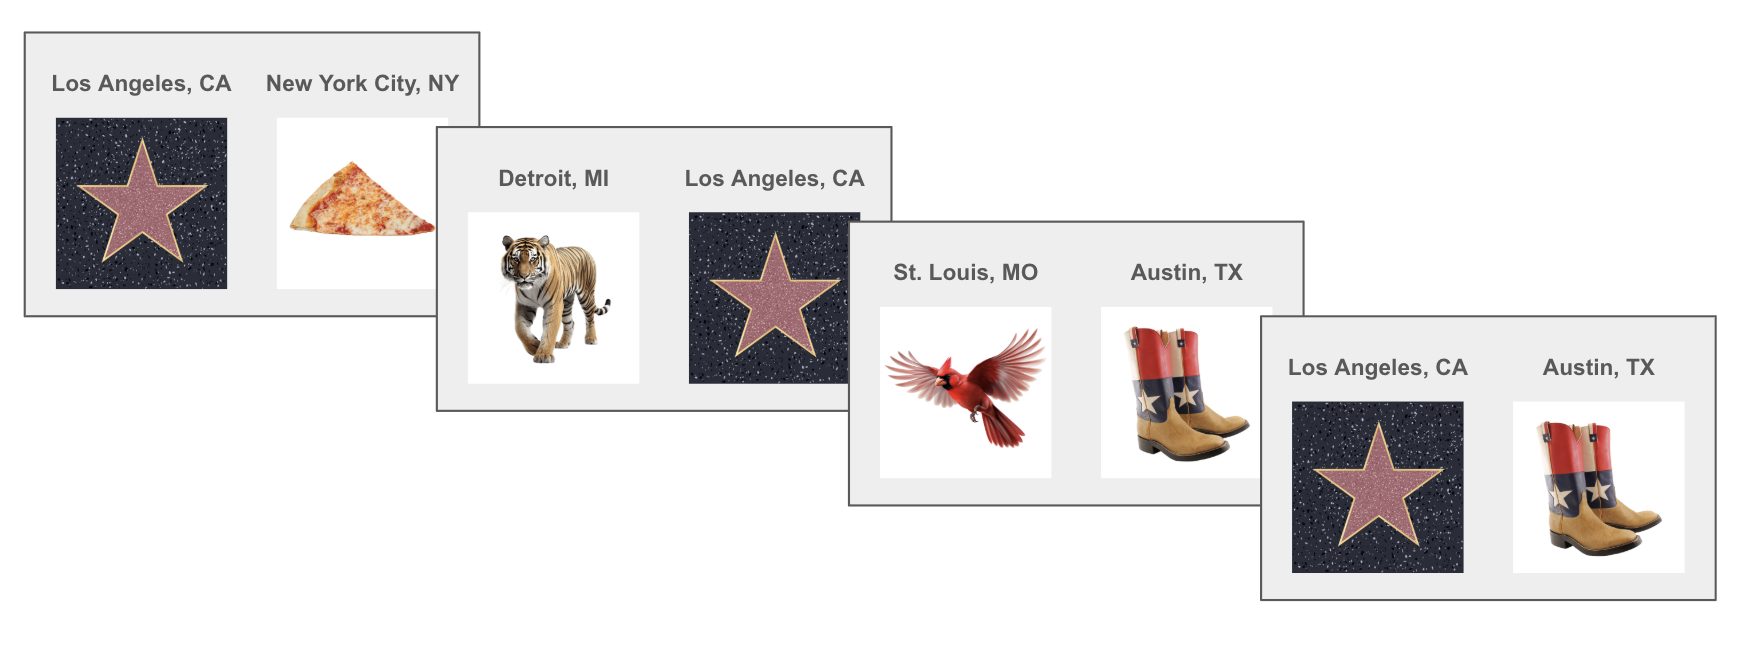 Los Angeles, CA
New York City, NY
Detroit, MI
Los Angeles, CA
St. Louis, MO
Austin, TX
Los Angeles, CA
Austin, TX